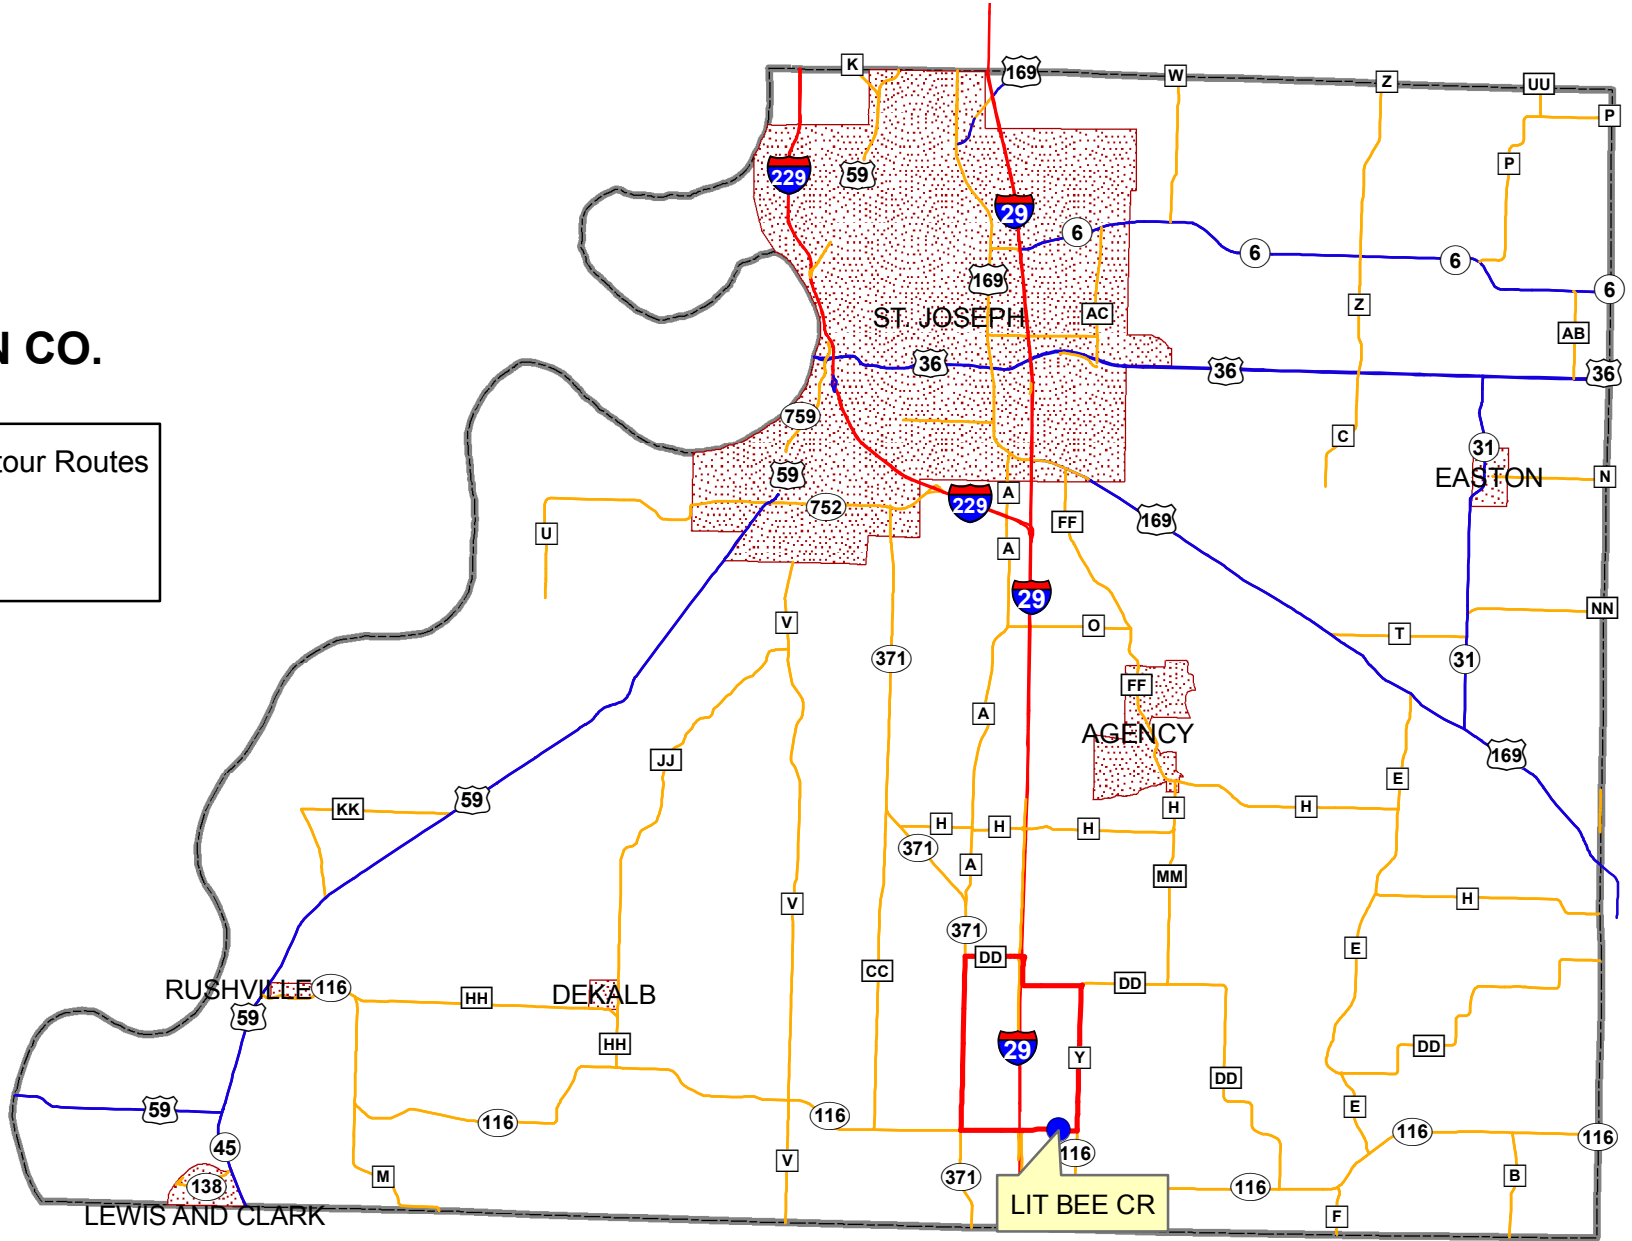 169
K
W
Z
UU
P
P
229
59
29
6
6
6
6
169
Z
ST. JOSEPH
AC
AB
N CO.
36
36
36
759
C
31
tour Routes
59
EASTON
N
752
229
A
FF
169
U
A
29
NN
V
O
T
371
31
FF
A
AGENCY
169
JJ
E
KK
59
H
H
H
H
H
371
A
MM
V
H
371
E
DD
CC
DD
RUSHVILLE
116
HH
DEKALB
59
HH
29
Y
DD
DD
59
116
116
E
116
116
45
116
V
371
M
138
116
B
LIT BEE CR
LEWIS AND CLARK
F